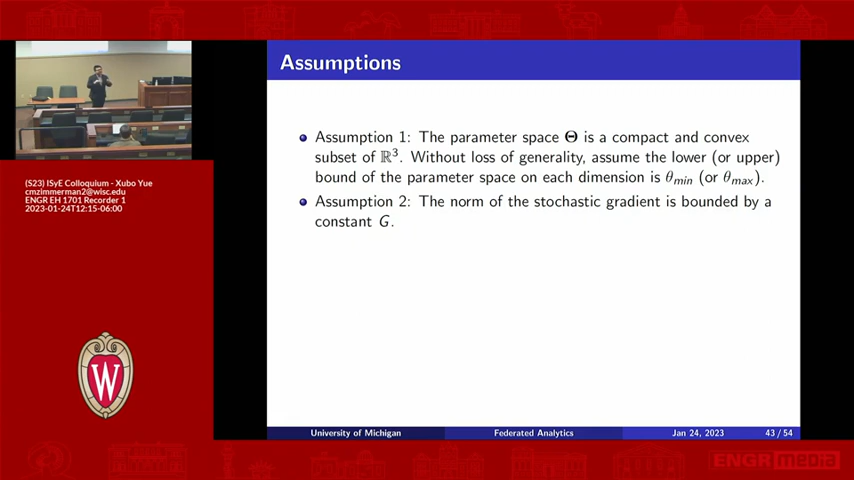 Assumptions
Assumption 1: The parameter space Θ is a compact and convex
subset of ℝ³. Without loss of generality, assume the lower (or upper)
bound of the parameter space on each dimension is θ_min (or θ_max).
Assumption 2: The norm of the stochastic gradient is bounded by a
constant G.
(S23) ISyE Colloquium - Xubo Yue
cmzimmerman2@wisc.edu
ENGR EH 1701 Recorder 1
2023-01-24T12:15-06:00
W
University of Michigan Federated Analytics Jan 24, 2023 43 / 54
ENGR media